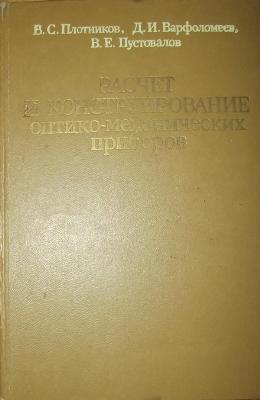 В. С. Плотников, Д. И. Варфоломеев,
В. Е. Пустовалов
РАСЧЕТ
И КОНСТРУИРОВАНИЕ
оптико-механических
приборов